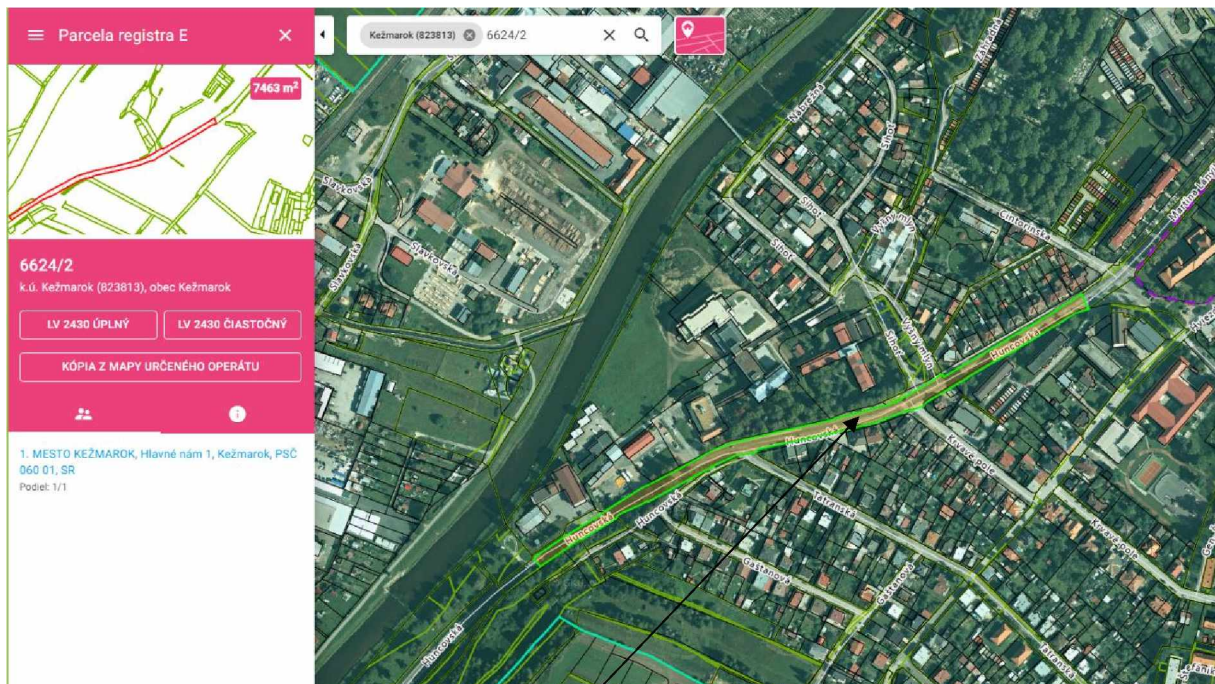 Parcela registra E
7463 m²
6624/2
k.ú. Kežmarok (823813), obec Kežmarok
LV 2430 ÚPLNÝ
LV 2430 ČIASTOČNÝ
KÓPIA Z MAPY URČENÉHO OPERÁTU
1. MESTO KEŽMAROK, Hlavné nám 1, Kežmarok, PSČ
060 01, SR
Podiel: 1/1
Kežmarok (823813)
6624/2
Záhradná
Nábrežná
Sihoť
Slavkovská
Sihoť
Vyšný mlyn
Cintorínska
Slavkovská
Slavkovská
Sihoť
Vyšný mlyn
Sihoť
Huncovská
Huncovská
Krvavé pole
Huncovská
Huncovská
Tatranská
Krvavé pole
Gaštanová
Gaštanová
Huncovská
Tatranská